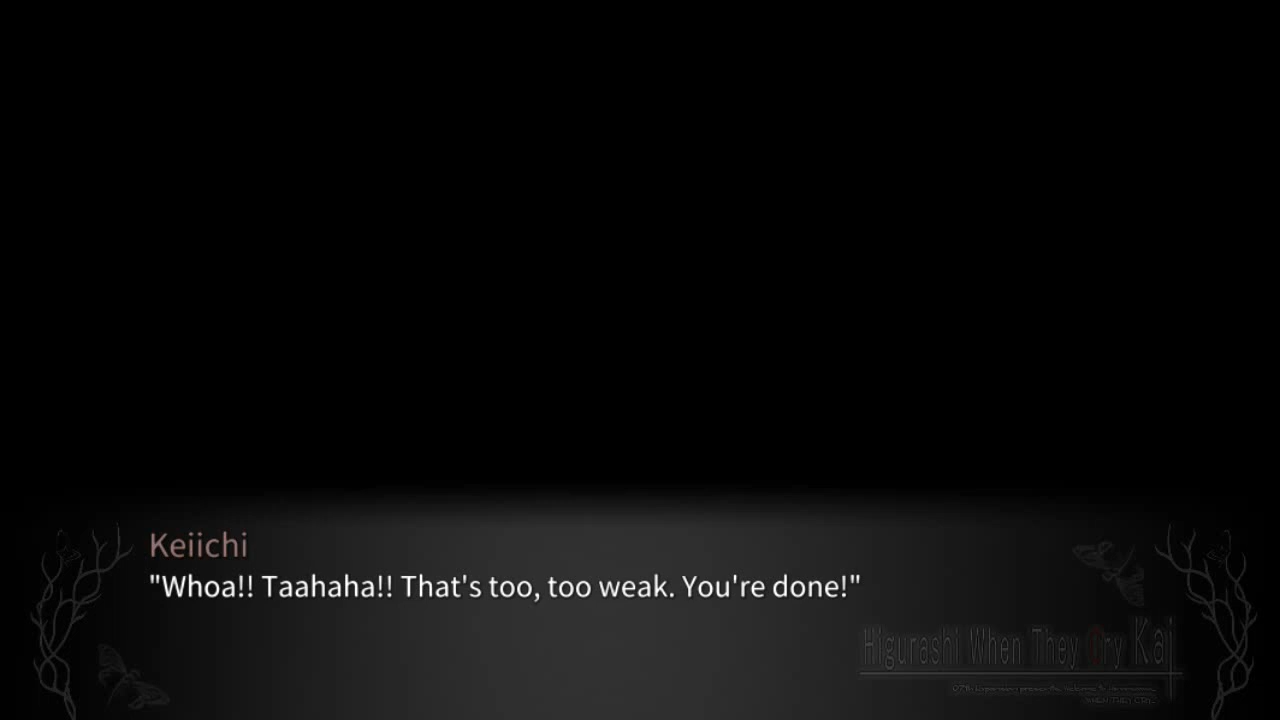 Keiichi
"Whoa!! Taahaha!! That's too, too weak. You're done!"
Higurashi When They Cry Kai